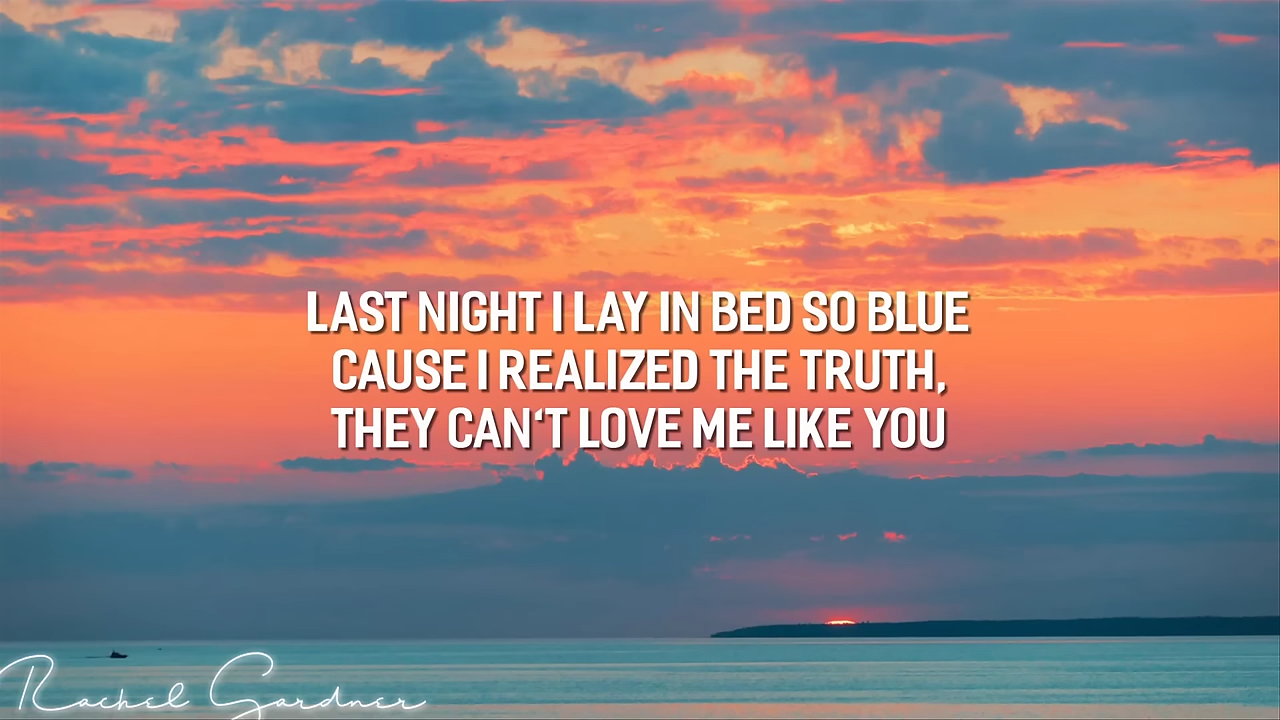 LAST NIGHT I LAY IN BED SO BLUE
CAUSE I REALIZED THE TRUTH,
THEY CAN'T LOVE ME LIKE YOU
Rachel Gardner